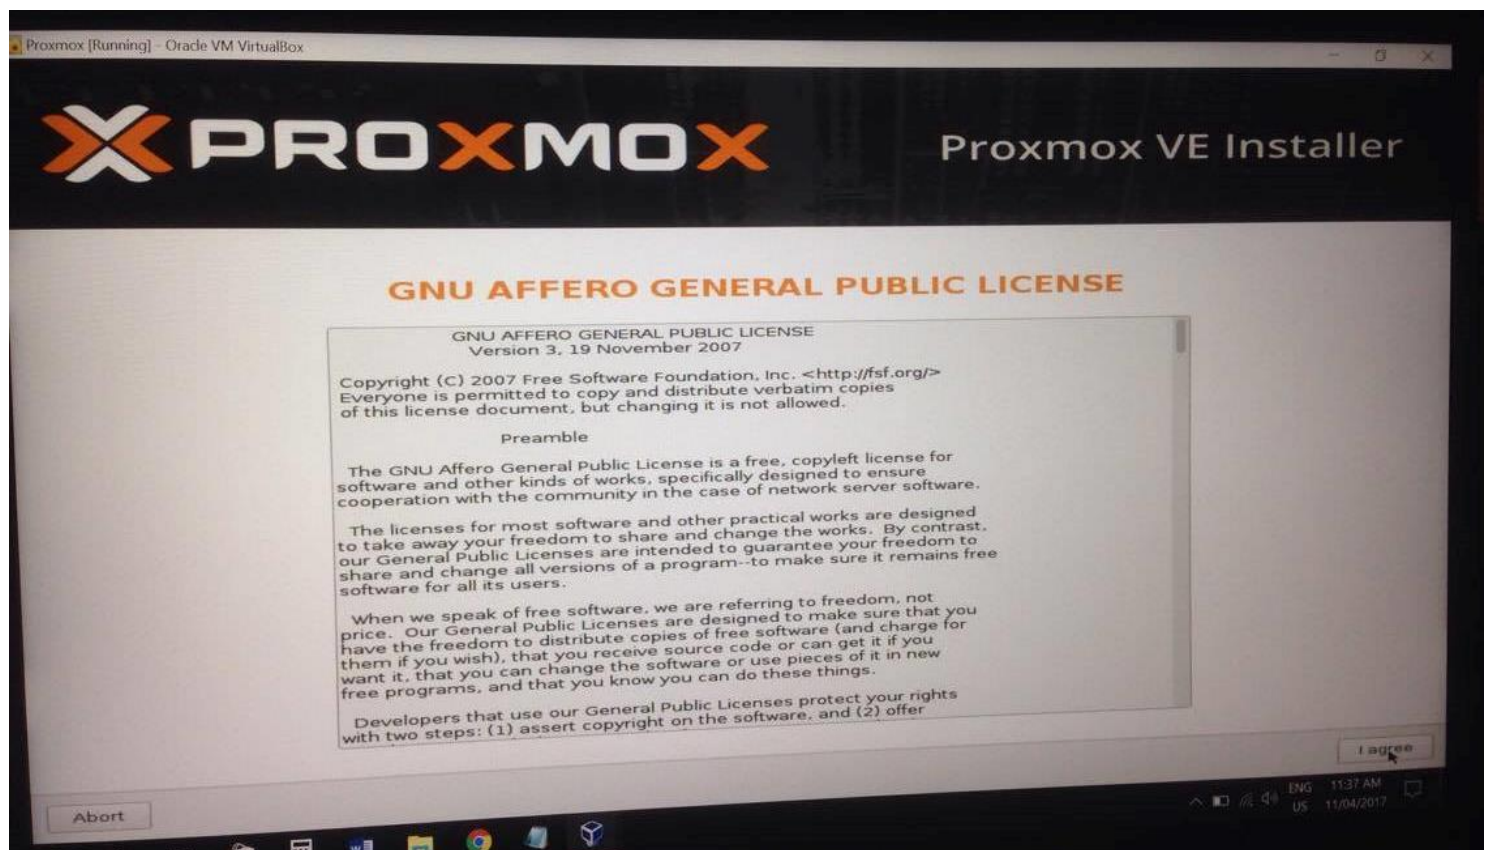 Proxmox [Running] - Oracle VM VirtualBox
PROXMOX
Proxmox VE Installer
GNU AFFERO GENERAL PUBLIC LICENSE
GNU AFFERO GENERAL PUBLIC LICENSE
Version 3, 19 November 2007
Copyright (C) 2007 Free Software Foundation, Inc. <http://fsf.org/>
Everyone is permitted to copy and distribute verbatim copies
of this license document, but changing it is not allowed.
Preamble
The GNU Affero General Public License is a free, copyleft license for
software and other kinds of works, specifically designed to ensure
cooperation with the community in the case of network server software.
The licenses for most software and other practical works are designed
to take away your freedom to share and change the works. By contrast,
our General Public Licenses are intended to guarantee your freedom to
share and change all versions of a program--to make sure it remains free
software for all its users.
When we speak of free software, we are referring to freedom, not
price. Our General Public Licenses are designed to make sure that you
have the freedom to distribute copies of free software (and charge for
them if you wish), that you receive source code or can get it if you
want it, that you can change the software or use pieces of it in new
free programs, and that you know you can do these things.
Developers that use our General Public Licenses protect your rights
with two steps: (1) assert copyright on the software, and (2) offer
I agree
Abort
ENG 11:37 AM
US 11/04/2017